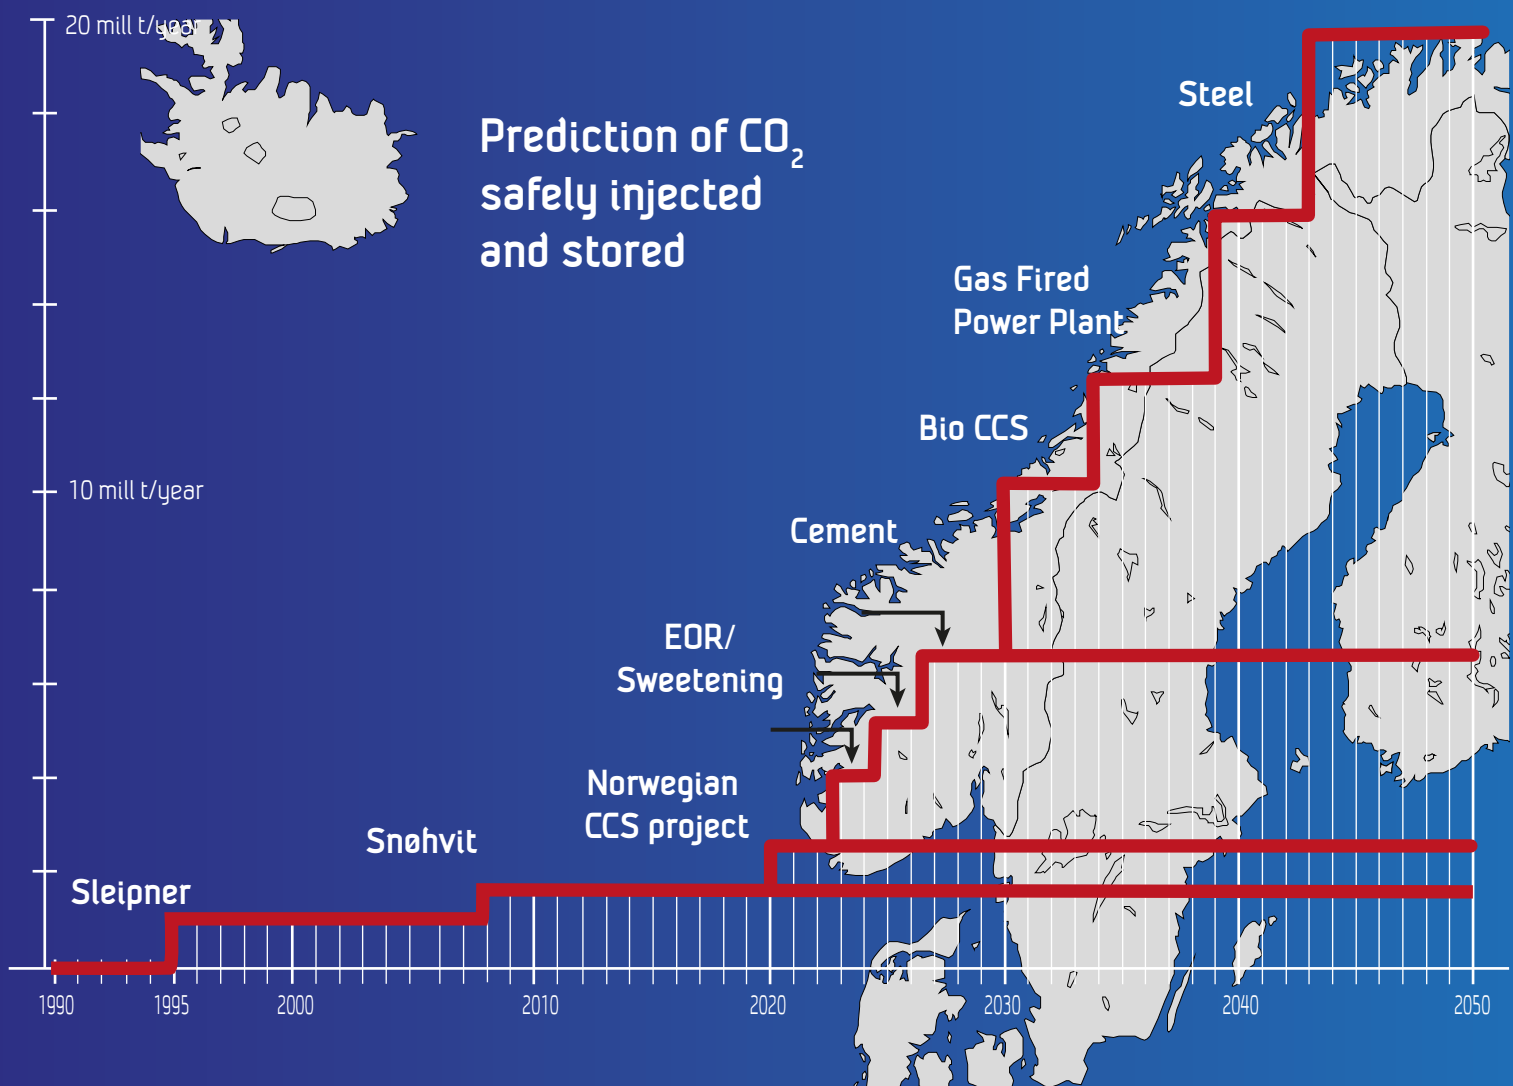 20 mill t/year
Prediction of CO₂
safely injected
and stored
Steel
Gas Fired
Power Plant
Bio CCS
10 mill t/year
Cement
EOR/
Sweetening
Norwegian
CCS project
Snøhvit
Sleipner
1990 1995 2000 2010 2020 2030 2040 2050